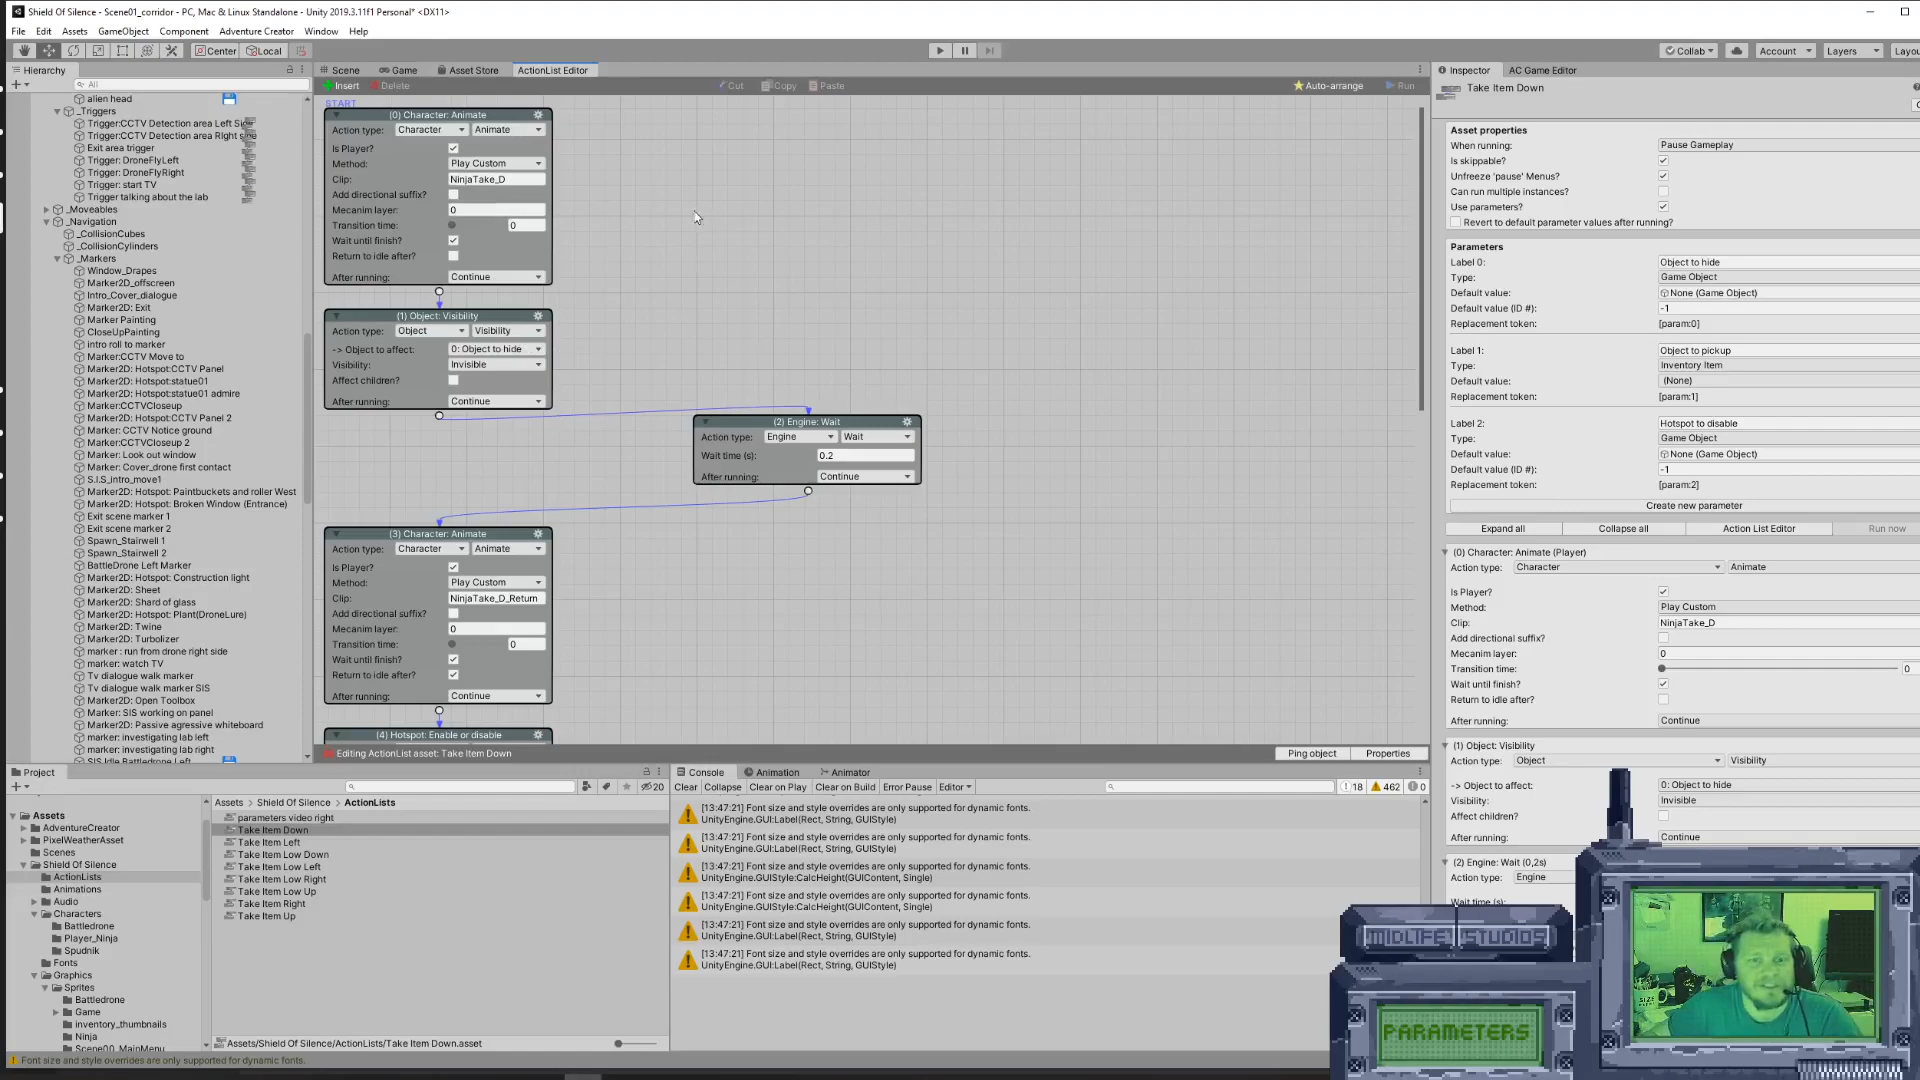 Shield Of Silence - Scene01_corridor - PC, Mac & Linux Standalone - Unity 2019.3.11f1 Personal* <DX11>
File Edit Assets GameObject Component Adventure Creator Window Help
Center Local Collab Account Layers Layou
Hierarchy
All
alien head
_Triggers
Trigger:CCTV Detection area Left Side
Trigger:CCTV Detection area Right side
Exit area trigger
Trigger: DroneFlyLeft
Trigger: DroneFlyRight
Trigger: start TV
Trigger talking about the lab
_Moveables
_Navigation
_CollisionCubes
_CollisionCylinders
_Markers
Window_Drapes
Marker2D_offscreen
Intro_Cover_dialogue
Marker2D: Exit
Marker Painting
CloseUpPainting
intro roll to marker
Marker:CCTV Move to
Marker2D: Hotspot:CCTV Panel
Marker2D: Hotspot:statue01
Marker2D: Hotspot:statue01 admire
Marker:CCTVCloseup
Marker2D: Hotspot:CCTV Panel 2
Marker: CCTV Notice ground
Marker:CCTVCloseup 2
Marker: Look out window
Marker: Cover_drone first contact
S.I.S_intro_move1
Marker2D: Hotspot: Paintbuckets and roller West
Marker2D: Hotspot: Broken Window (Entrance)
Exit scene marker 1
Exit scene marker 2
Spawn_Stairwell 1
Spawn_Stairwell 2
BattleDrone Left Marker
Marker2D: Hotspot: Construction light
Marker2D: Sheet
Marker2D: Shard of glass
Marker2D: Hotspot: Plant(DroneLure)
Marker2D: Twine
Marker2D: Turbolizer
marker : run from drone right side
marker: watch TV
Tv dialogue walk marker
Tv dialogue walk marker SIS
Marker2D: Open Toolbox
Marker: SIS working on panel
Marker2D: Passive agressive whiteboard
marker: investigating lab left
marker: investigating lab right
SIS Idle Battledrone Left
Scene Game Asset Store ActionList Editor
Insert Delete Cut Copy Paste Auto-arrange Run
START
(0) Character: Animate
Action type: Character Animate
Is Player?
Method: Play Custom
Clip: NinjaTake_D
Add directional suffix?
Mecanim layer: 0
Transition time: 0
Wait until finish?
Return to idle after?
After running: Continue
(1) Object: Visibility
Action type: Object Visibility
-> Object to affect: 0: Object to hide
Visibility: Invisible
Affect children?
After running: Continue
(2) Engine: Wait
Action type: Engine Wait
Wait time (s): 0.2
After running: Continue
(3) Character: Animate
Action type: Character Animate
Is Player?
Method: Play Custom
Clip: NinjaTake_D_Return
Add directional suffix?
Mecanim layer: 0
Transition time: 0
Wait until finish?
Return to idle after?
After running: Continue
(4) Hotspot: Enable or disable
Editing ActionList asset: Take Item Down Ping object Properties
Inspector AC Game Editor
Take Item Down
Asset properties
When running: Pause Gameplay
Is skippable?
Unfreeze 'pause' Menus?
Can run multiple instances?
Use parameters?
Revert to default parameter values after running?
Parameters
Label 0: Object to hide
Type: Game Object
Default value: None (Game Object)
Default value (ID #): -1
Replacement token: [param:0]
Label 1: Object to pickup
Type: Inventory Item
Default value: (None)
Replacement token: [param:1]
Label 2: Hotspot to disable
Type: Game Object
Default value: None (Game Object)
Default value (ID #): -1
Replacement token: [param:2]
Create new parameter
Expand all Collapse all Action List Editor Run now
(0) Character: Animate (Player)
Action type: Character Animate
Is Player?
Method: Play Custom
Clip: NinjaTake_D
Add directional suffix?
Mecanim layer: 0
Transition time: 0
Wait until finish?
Return to idle after?
After running: Continue
(1) Object: Visibility
Action type: Object Visibility
-> Object to affect: 0: Object to hide
Visibility: Invisible
Affect children?
After running: Continue
(2) Engine: Wait (0,2s)
Action type: Engine
Wait time (s):
Project
20
Assets
AdventureCreator
PixelWeatherAsset
Scenes
Shield Of Silence
ActionLists
Animations
Audio
Characters
Battledrone
Player_Ninja
Spudnik
Fonts
Graphics
Sprites
Battledrone
Game
inventory_thumbnails
Ninja
Scene00_MainMenu
Assets > Shield Of Silence > ActionLists
parameters video right
Take Item Down
Take Item Left
Take Item Low Down
Take Item Low Left
Take Item Low Right
Take Item Low Up
Take Item Right
Take Item Up
Assets/Shield Of Silence/ActionLists/Take Item Down.asset
Console Animation Animator
Clear Collapse Clear on Play Clear on Build Error Pause Editor 18 462 0
[13:47:21] Font size and style overrides are only supported for dynamic fonts.
UnityEngine.GUI:Label(Rect, String, GUIStyle)
[13:47:21] Font size and style overrides are only supported for dynamic fonts.
UnityEngine.GUI:Label(Rect, String, GUIStyle)
[13:47:21] Font size and style overrides are only supported for dynamic fonts.
UnityEngine.GUIStyle:CalcHeight(GUIContent, Single)
[13:47:21] Font size and style overrides are only supported for dynamic fonts.
UnityEngine.GUIStyle:CalcHeight(GUIContent, Single)
[13:47:21] Font size and style overrides are only supported for dynamic fonts.
UnityEngine.GUI:Label(Rect, String, GUIStyle)
[13:47:21] Font size and style overrides are only supported for dynamic fonts.
UnityEngine.GUI:Label(Rect, String, GUIStyle)
Font size and style overrides are only supported for dynamic fonts.
MIDLIFE STUDIOS
PARAMETERS